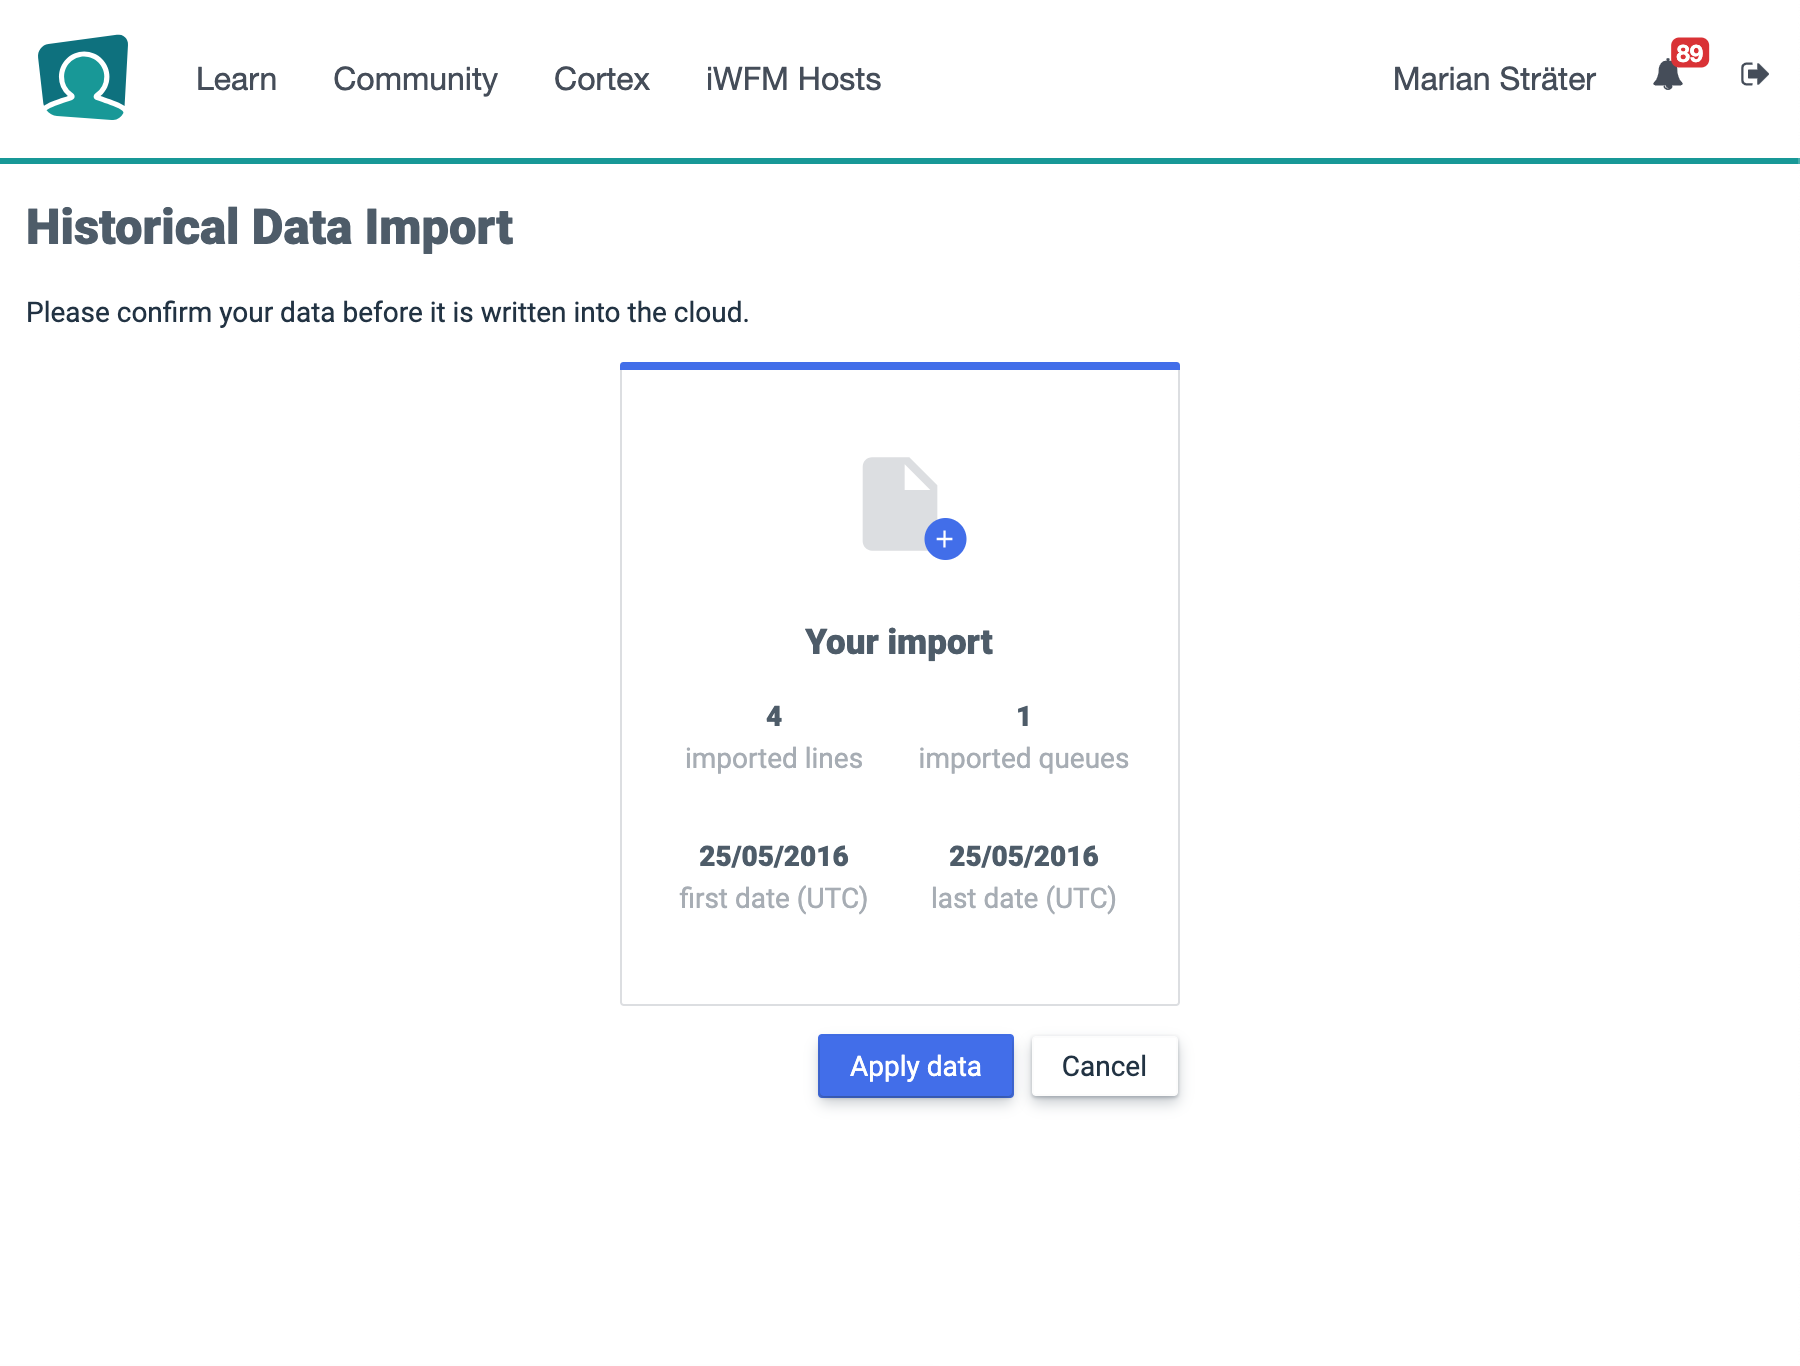 Learn Community Cortex iWFM Hosts Marian Sträter 89
Historical Data Import
Please confirm your data before it is written into the cloud.
Your import
4 1
imported lines imported queues
25/05/2016 25/05/2016
first date (UTC) last date (UTC)
Apply data Cancel